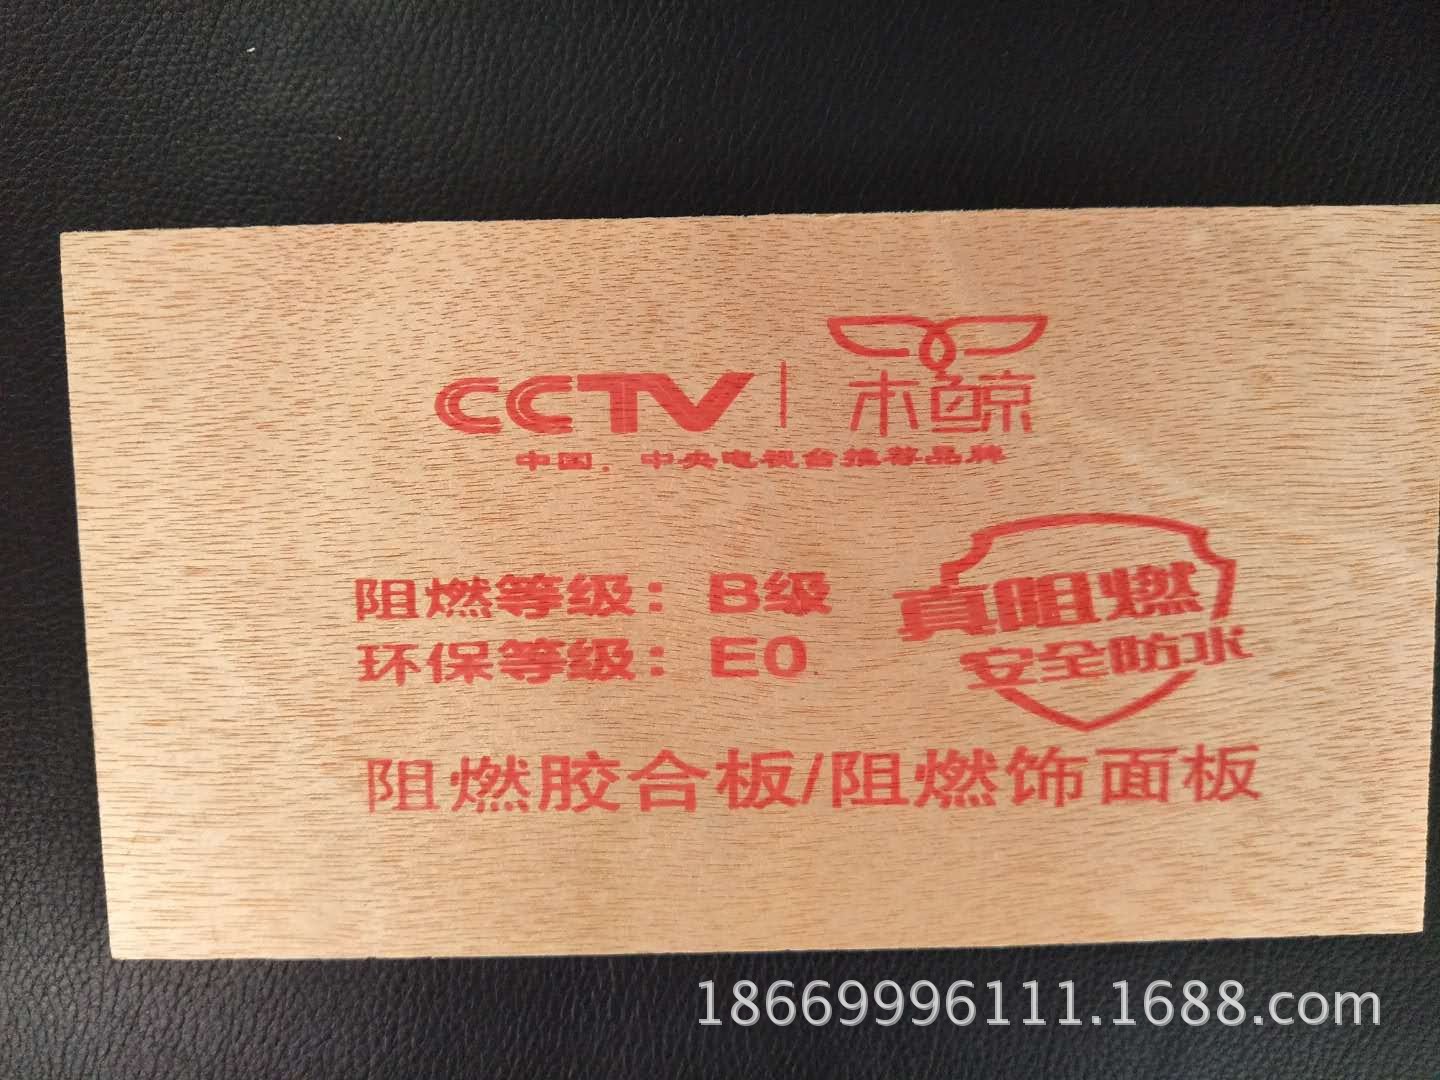 CCTV | 木鲸
中国．中央电视台推荐品牌
阻燃等级：B级
环保等级：E0
真阻燃
安全防水
阻燃胶合板/阻燃饰面板
18669996111.1688.com